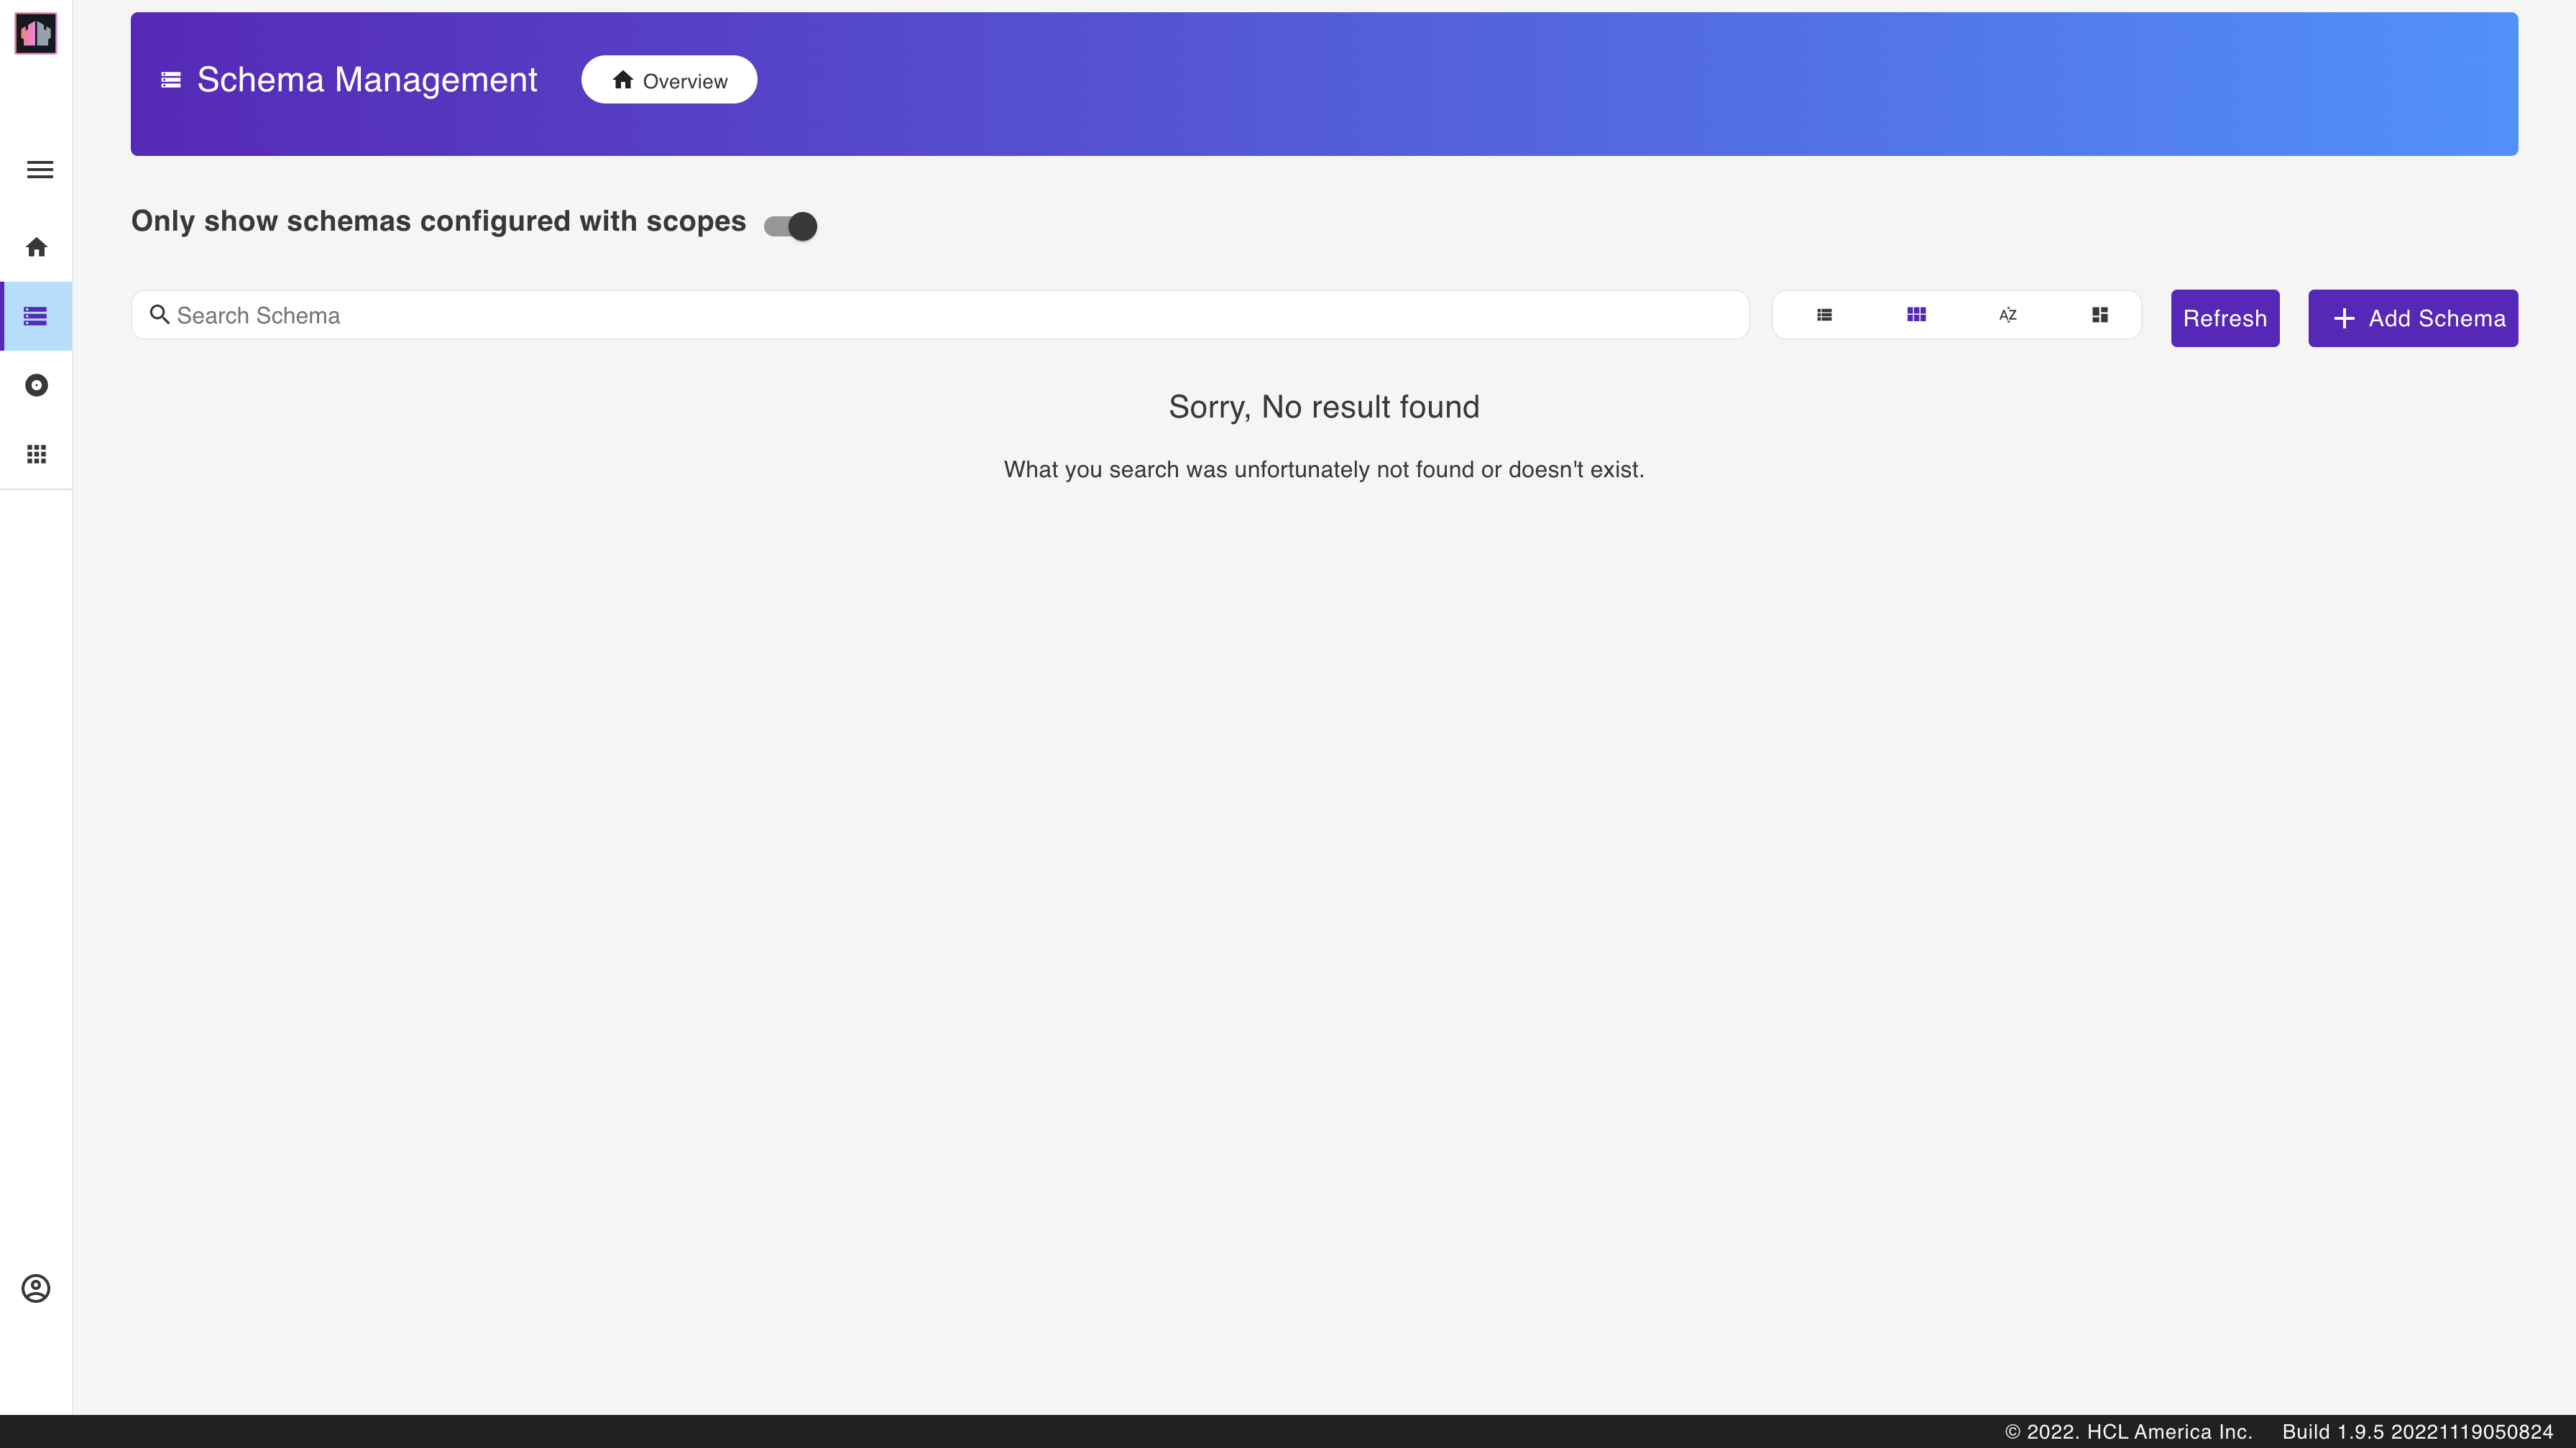 Schema Management
Overview
Only show schemas configured with scopes
Search Schema
AZ
Refresh
Add Schema
Sorry, No result found
What you search was unfortunately not found or doesn't exist.
© 2022. HCL America Inc. Build 1.9.5 20221119050824